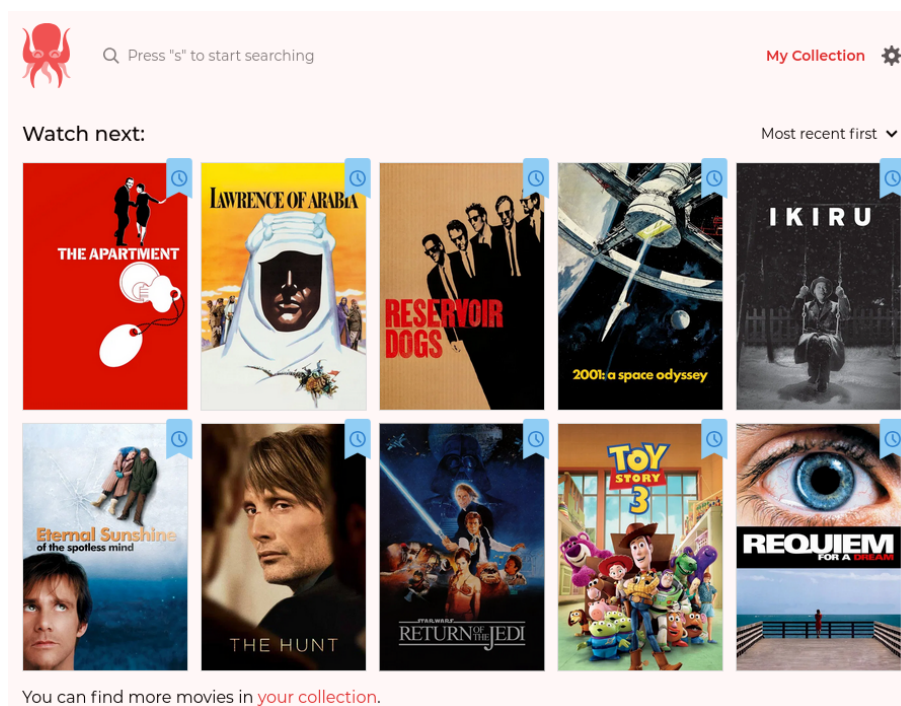 Press "s" to start searching
My Collection
Watch next:
Most recent first
THE APARTMENT
LAWRENCE OF ARABIA
RESERVOIR
DOGS
2001: a space odyssey
IKIRU
Eternal Sunshine
of the spotless mind
THE HUNT
STAR WARS
RETURN OF THE JEDI
TOY
STORY
3
REQUIEM
FOR A DREAM
You can find more movies in your collection.